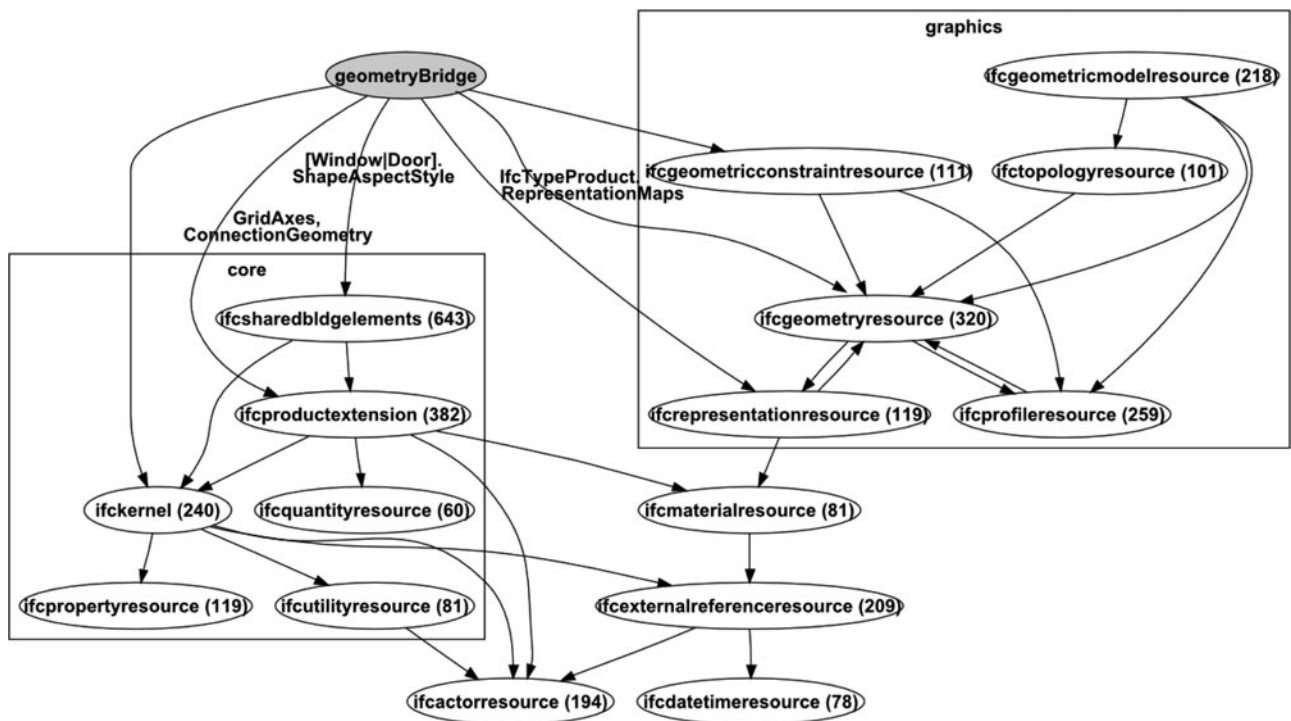 graphics
geometryBridge
ifcgeometricmodelresource (218)
[Window|Door].
ShapeAspectStyle
IfcTypeProduct.
RepresentationMaps
ifcgeometricconstraintresource (111)
ifctopologyresource (101)
GridAxes,
ConnectionGeometry
core
ifcsharedbldgelements (643)
ifcgeometryresource (320)
ifcproductextension (382)
ifcrepresentationresource (119)
ifcprofileresource (259)
ifckernel (240)
ifcquantityresource (60)
ifcmaterialresource (81)
ifcpropertyresource (119)
ifcutilityresource (81)
ifcexternalreferenceresource (209)
ifcactorresource (194)
ifcdatetimeresource (78)